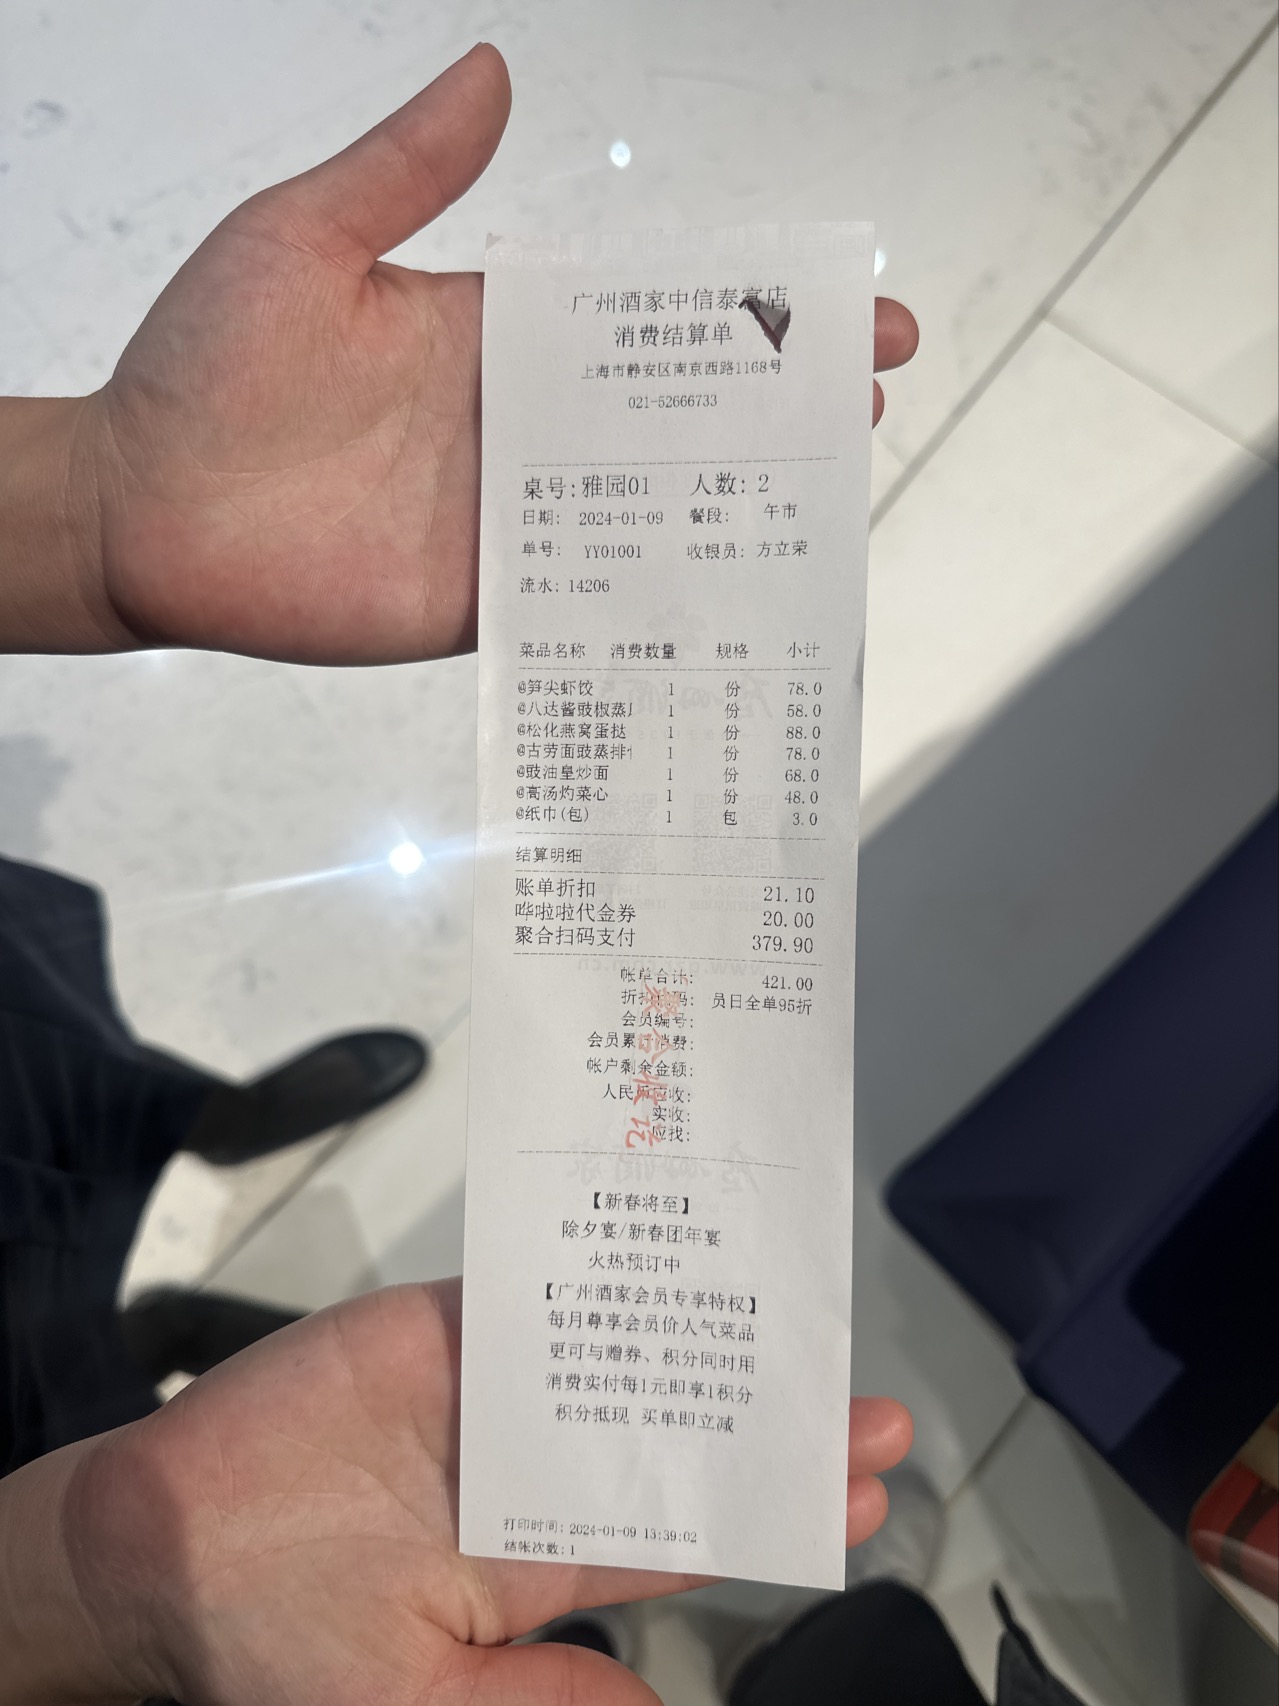 广州酒家中信泰富店
消费结算单
上海市静安区南京西路1168号
021-52666733
桌号:雅园01 人数: 2
日期: 2024-01-09 餐段: 午市
单号: YY01001 收银员: 方立荣
流水: 14206
菜品名称 消费数量 规格 小计
@笋尖虾饺 1 份 78.0
@八达酱豉椒蒸 1 份 58.0
@松化燕窝蛋挞 1 份 88.0
@古劳面豉蒸排 1 份 78.0
@豉油皇炒面 1 份 68.0
@高汤灼菜心 1 份 48.0
@纸巾(包) 1 包 3.0
结算明细
账单折扣 21.10
哗啦啦代金券 20.00
聚合扫码支付 379.90
帐单合计: 421.00
折扣 码: 员日全单95折
会员编号:
会员累计消费:
帐户剩余金额:
人民币应收:
实收:
应找:
【新春将至】
除夕宴/新春团年宴
火热预订中
【广州酒家会员专享特权】
每月尊享会员价人气菜品
更可与赠券、积分同时用
消费实付每1元即享1积分
积分抵现 买单即立减
打印时间: 2024-01-09 13:39:02
结帐次数: 1